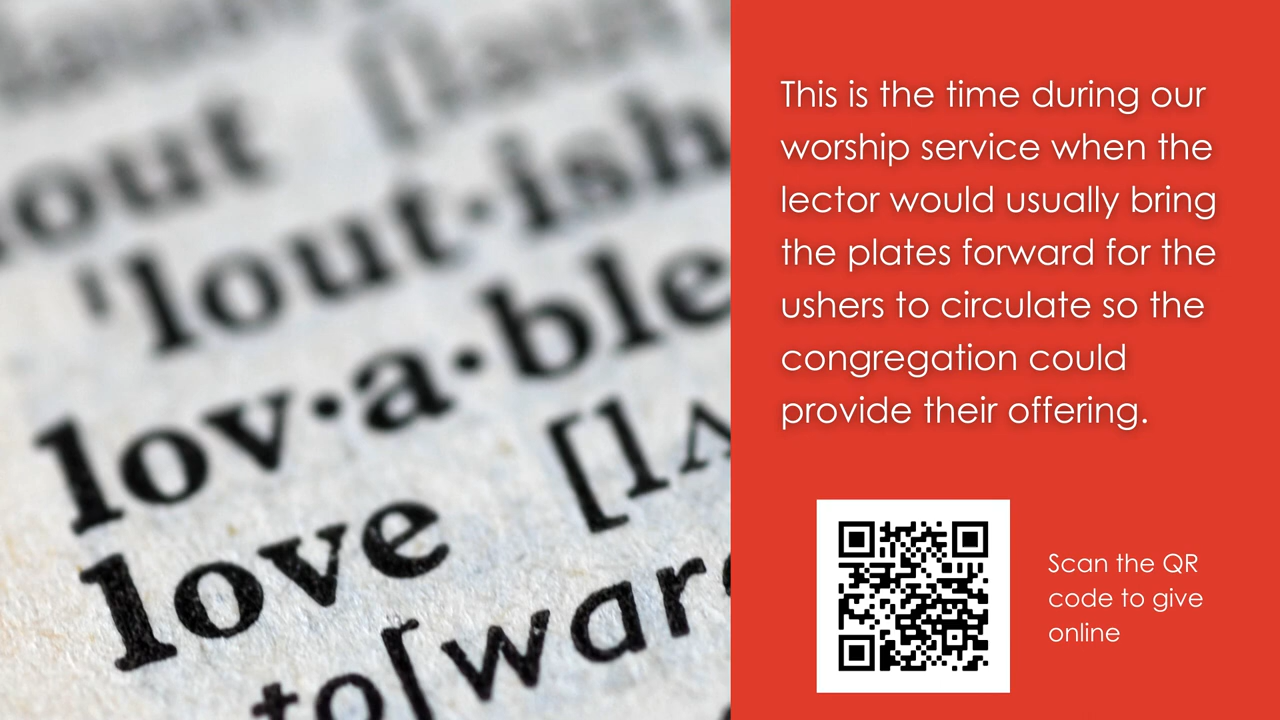 lout
'lout·ish
lov·a·ble
love
This is the time during our
worship service when the
lector would usually bring
the plates forward for the
ushers to circulate so the
congregation could
provide their offering.
Scan the QR
code to give
online